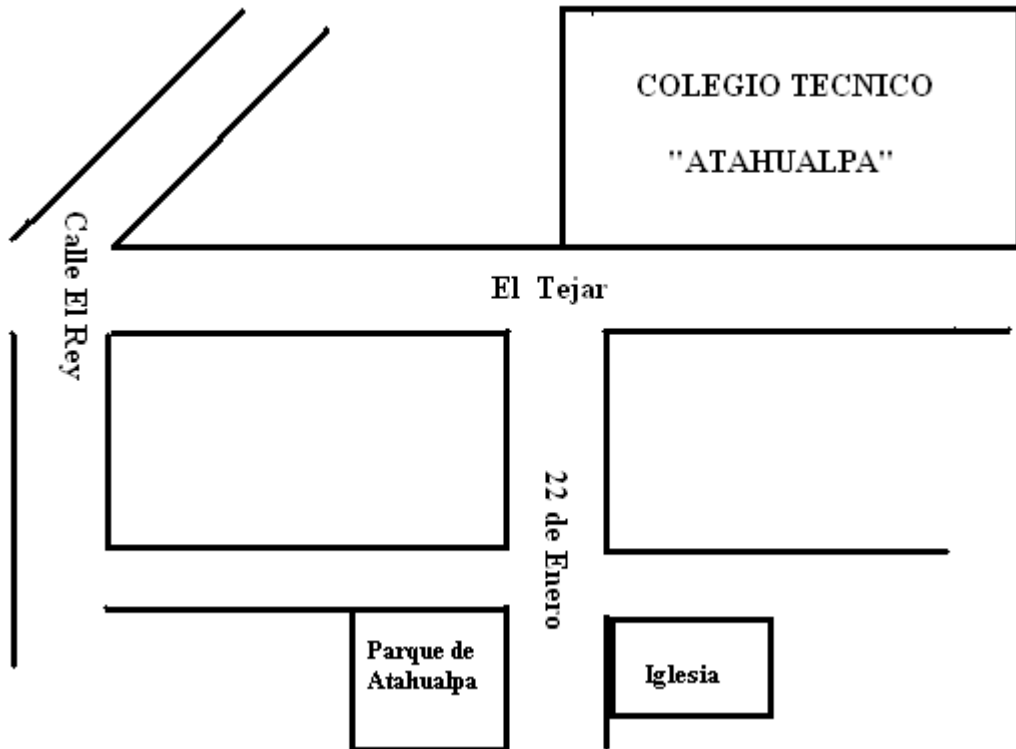 COLEGIO TECNICO
"ATAHUALPA"
Calle El Rey
El Tejar
22 de Enero
Parque de
Atahualpa
Iglesia